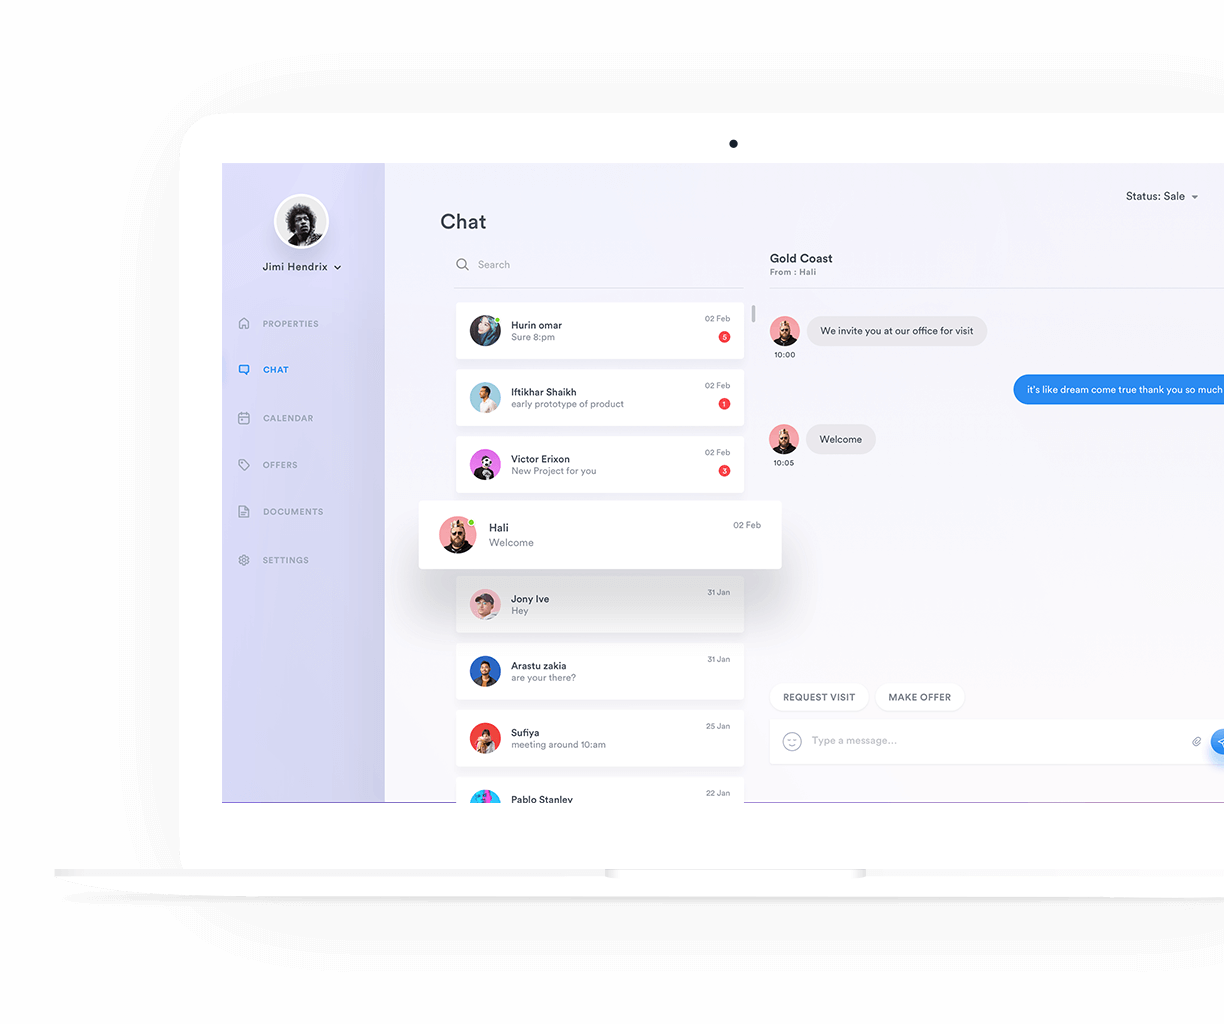 Jimi Hendrix
PROPERTIES
CHAT
CALENDAR
OFFERS
DOCUMENTS
SETTINGS
Chat
Search
Hurin omar
Sure 8:pm
02 Feb
5
Iftikhar Shaikh
early prototype of product
02 Feb
1
Victor Erixon
New Project for you
02 Feb
3
Hali
Welcome
02 Feb
Jony Ive
Hey
31 Jan
Arastu zakia
are your there?
31 Jan
Sufiya
meeting around 10:am
25 Jan
Pablo Stanley
22 Jan
Status: Sale
Gold Coast
From : Hali
We invite you at our office for visit
10:00
it's like dream come true thank you so much
Welcome
10:05
REQUEST VISIT
MAKE OFFER
Type a message...